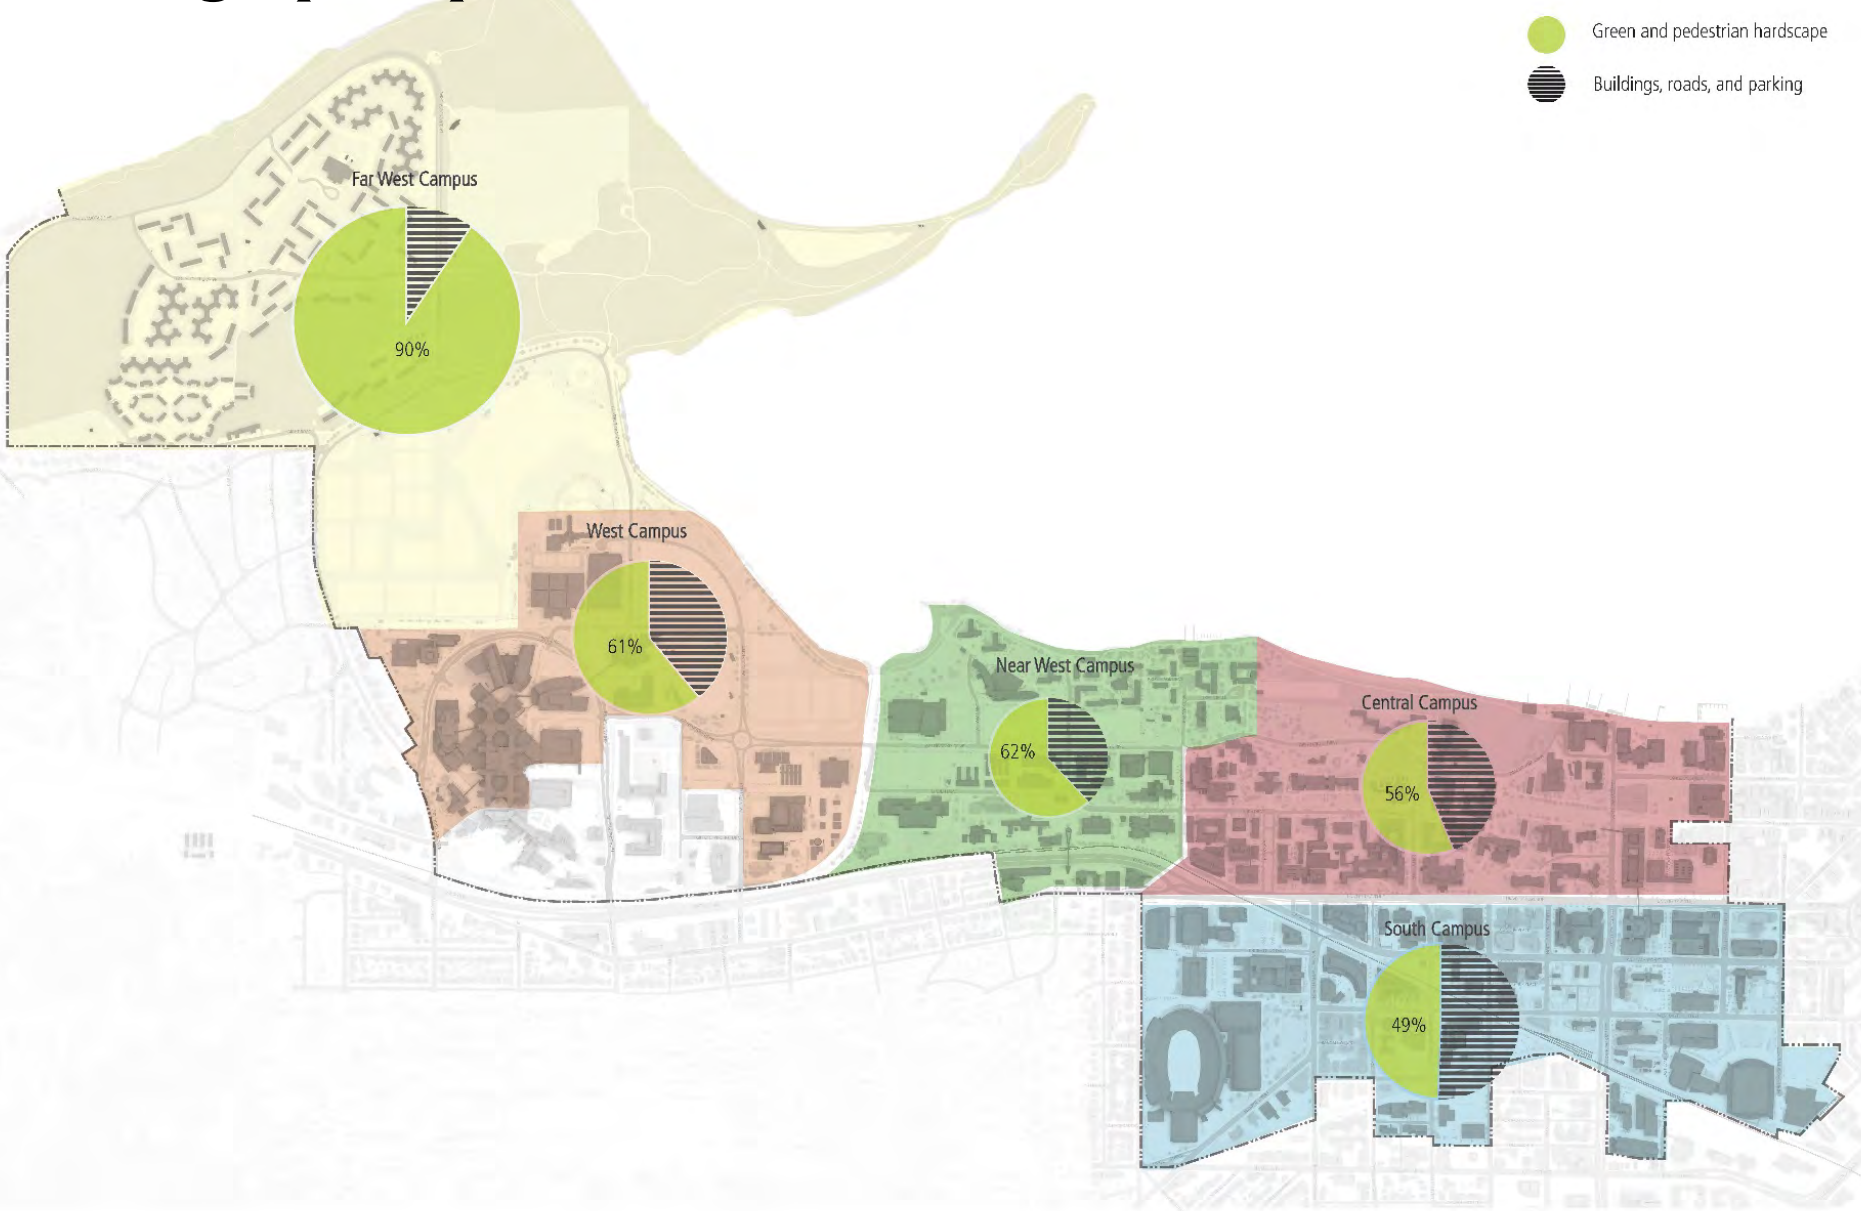 Green and pedestrian hardscape
Buildings, roads, and parking
Far West Campus
90%
West Campus
61%
Near West Campus
62%
Central Campus
56%
South Campus
49%